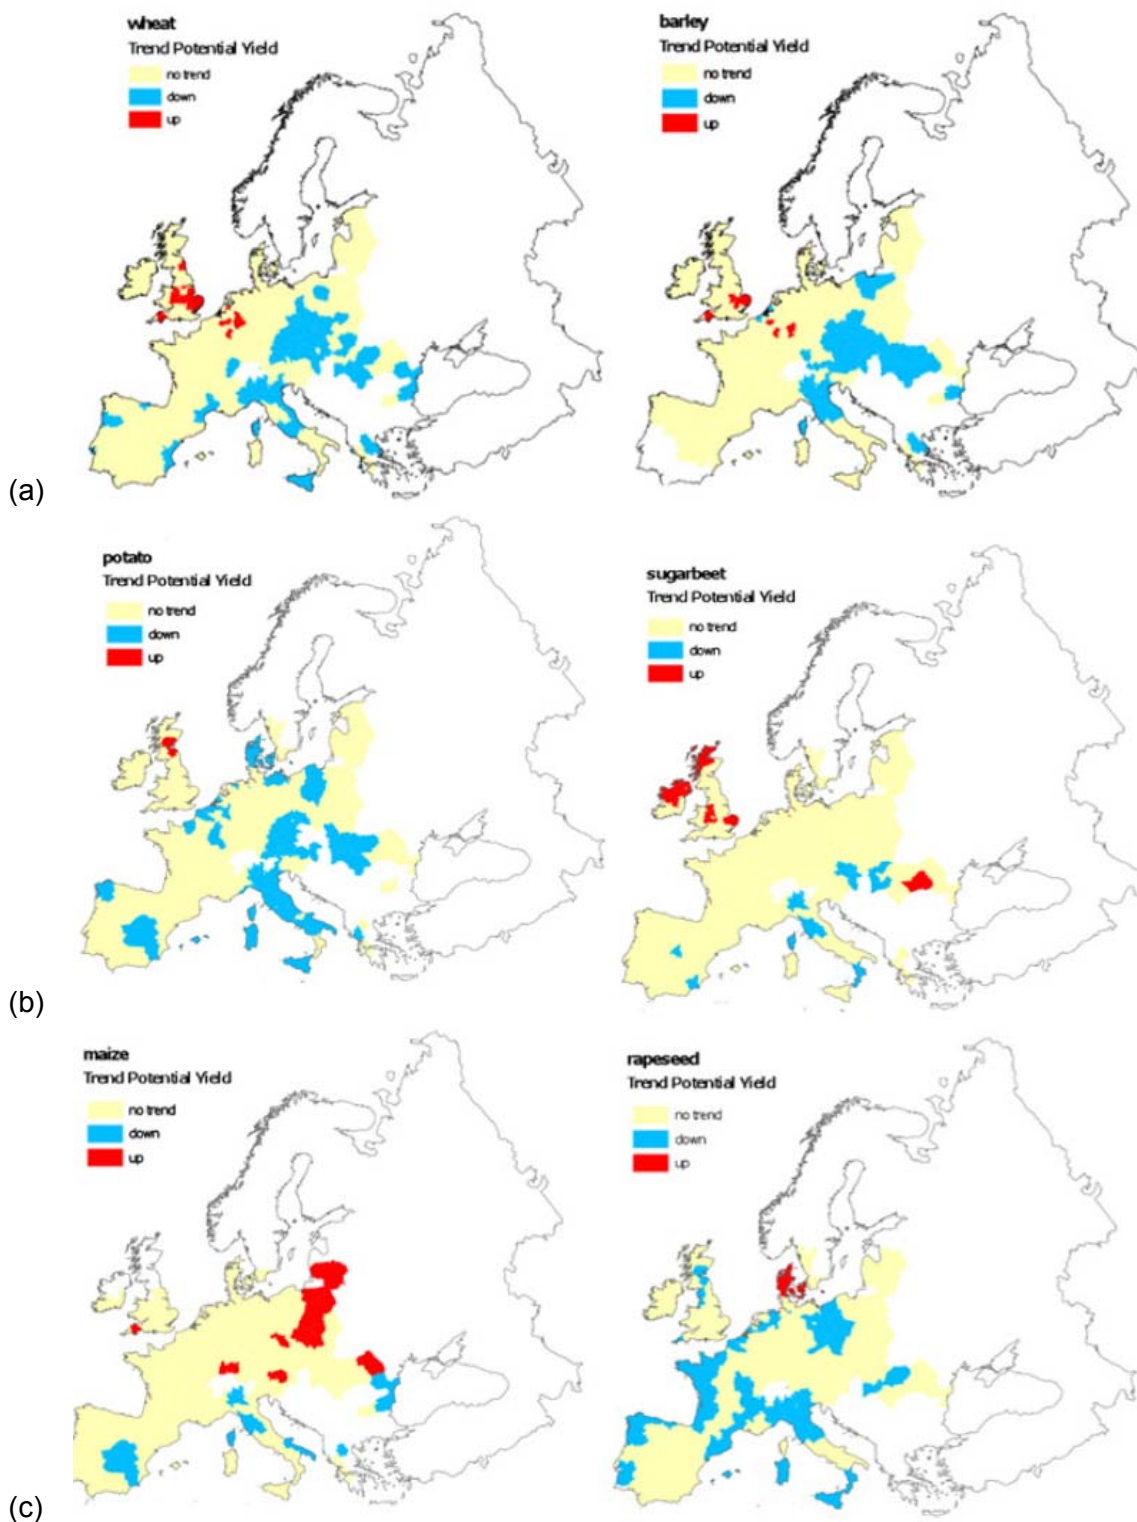 wheat
Trend Potential Yield
no trend
down
up
barley
Trend Potential Yield
no trend
down
up
(a)
potato
Trend Potential Yield
no trend
down
up
sugarbeet
Trend Potential Yield
no trend
down
up
(b)
maize
Trend Potential Yield
no trend
down
up
rapeseed
Trend Potential Yield
no trend
down
up
(c)